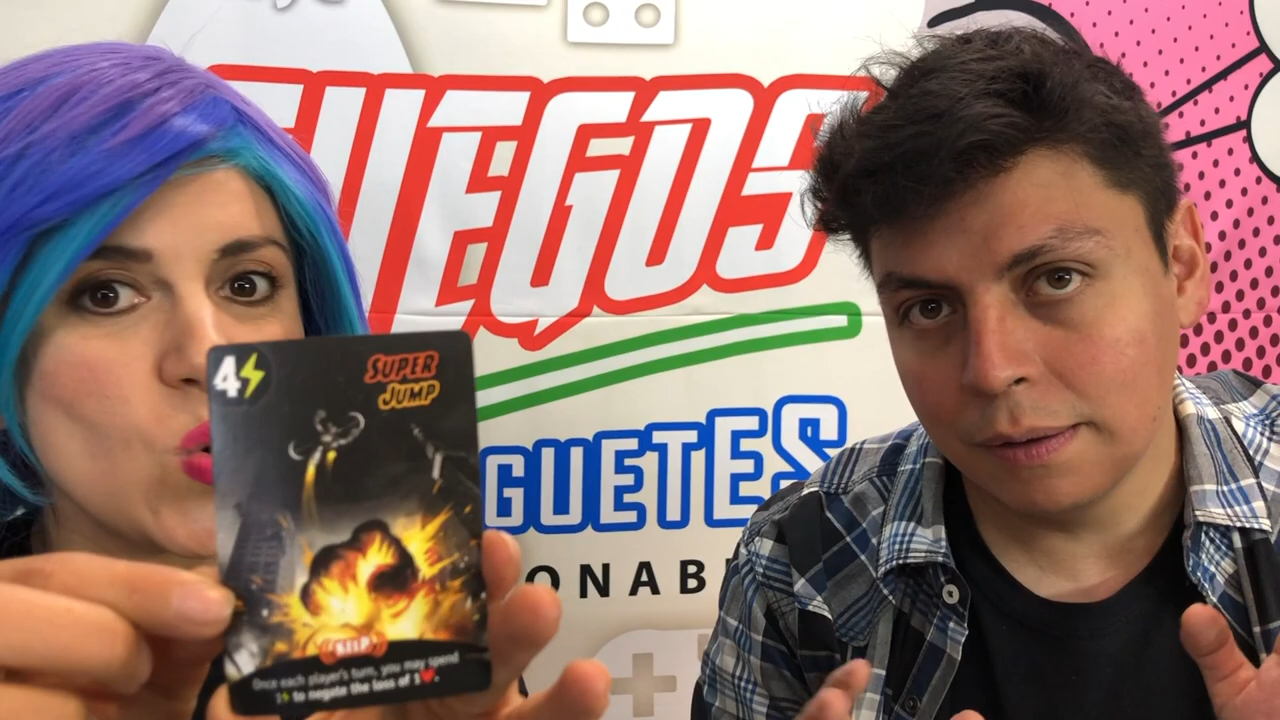 JUEGOS
GUETES
ONAB
4
SUPER
JUMP
KEEP
Once each player's turn, you may spend
1 to negate the loss of 1.